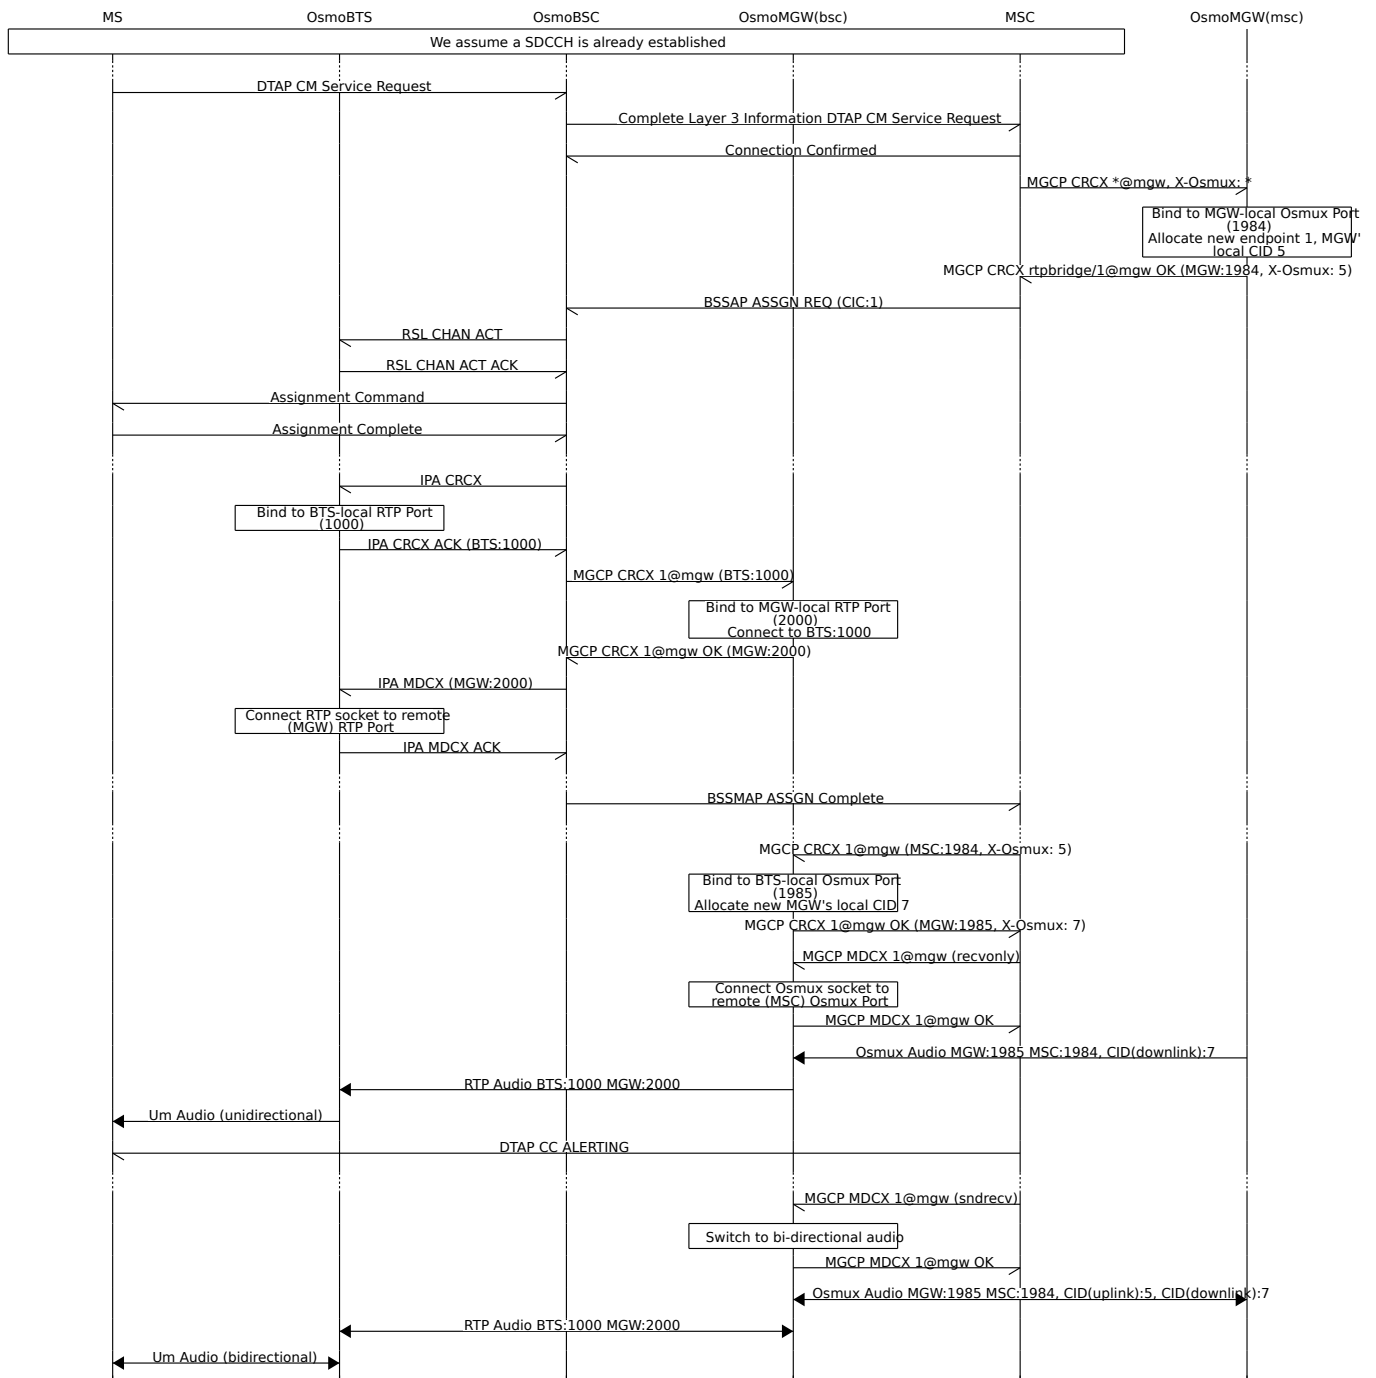 MS OsmoBTS OsmoBSC OsmoMGW(bsc) MSC OsmoMGW(msc)
We assume a SDCCH is already established
DTAP CM Service Request
Complete Layer 3 Information DTAP CM Service Request
Connection Confirmed
MGCP CRCX *@mgw, X-Osmux: *
Bind to MGW-local Osmux Port
(1984)
Allocate new endpoint 1, MGW'
local CID 5
MGCP CRCX rtpbridge/1@mgw OK (MGW:1984, X-Osmux: 5)
BSSAP ASSGN REQ (CIC:1)
RSL CHAN ACT
RSL CHAN ACT ACK
Assignment Command
Assignment Complete
IPA CRCX
Bind to BTS-local RTP Port
(1000)
IPA CRCX ACK (BTS:1000)
MGCP CRCX 1@mgw (BTS:1000)
Bind to MGW-local RTP Port
(2000)
Connect to BTS:1000
MGCP CRCX 1@mgw OK (MGW:2000)
IPA MDCX (MGW:2000)
Connect RTP socket to remote
(MGW) RTP Port
IPA MDCX ACK
BSSMAP ASSGN Complete
MGCP CRCX 1@mgw (MSC:1984, X-Osmux: 5)
Bind to BTS-local Osmux Port
(1985)
Allocate new MGW's local CID 7
MGCP CRCX 1@mgw OK (MGW:1985, X-Osmux: 7)
MGCP MDCX 1@mgw (recvonly)
Connect Osmux socket to
remote (MSC) Osmux Port
MGCP MDCX 1@mgw OK
Osmux Audio MGW:1985 MSC:1984, CID(downlink):7
RTP Audio BTS:1000 MGW:2000
Um Audio (unidirectional)
DTAP CC ALERTING
MGCP MDCX 1@mgw (sndrecv)
Switch to bi-directional audio
MGCP MDCX 1@mgw OK
Osmux Audio MGW:1985 MSC:1984, CID(uplink):5, CID(downlink):7
RTP Audio BTS:1000 MGW:2000
Um Audio (bidirectional)